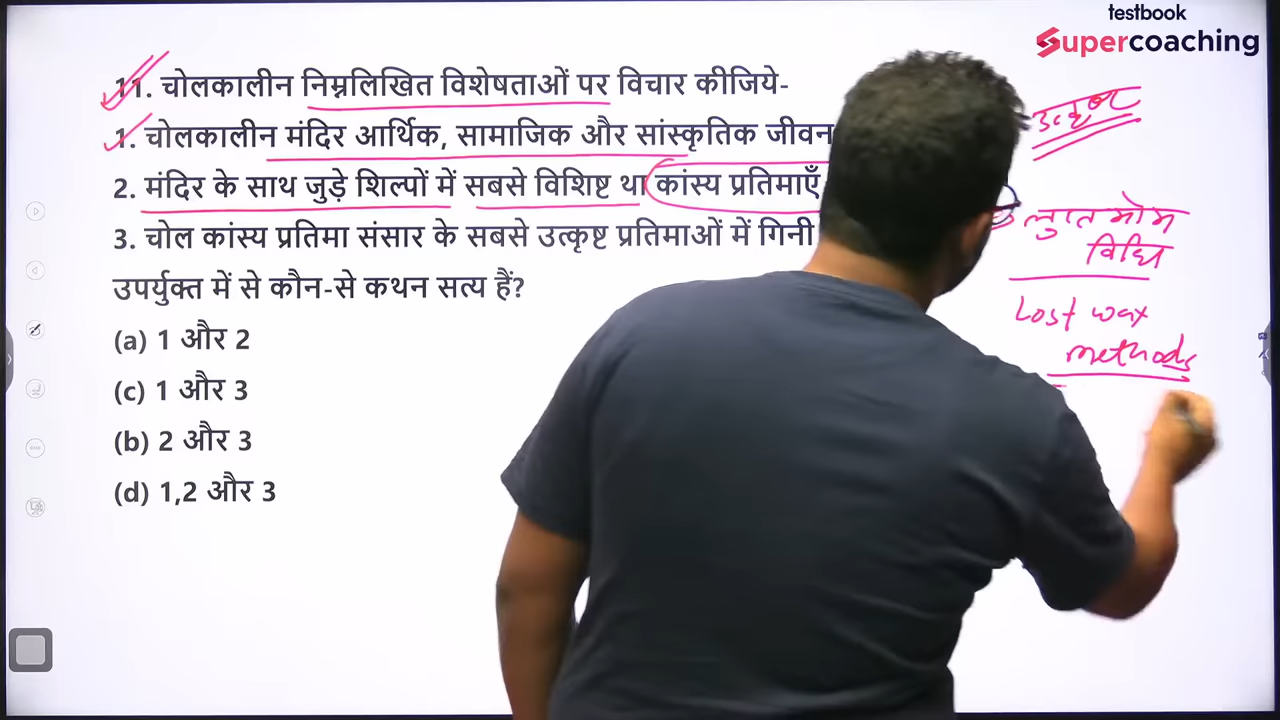 testbook
Supercoaching
11. चोलकालीन निम्नलिखित विशेषताओं पर विचार कीजिये-
1. चोलकालीन मंदिर आर्थिक, सामाजिक और सांस्कृतिक जीवन
2. मंदिर के साथ जुड़े शिल्पों में सबसे विशिष्ट था कांस्य प्रतिमाएँ
3. चोल कांस्य प्रतिमा संसार के सबसे उत्कृष्ट प्रतिमाओं में गिनी
उपर्युक्त में से कौन-से कथन सत्य हैं?
(a) 1 और 2
(c) 1 और 3
(b) 2 और 3
(d) 1,2 और 3
लुप्त मोम
विधि
Lost wax
methods